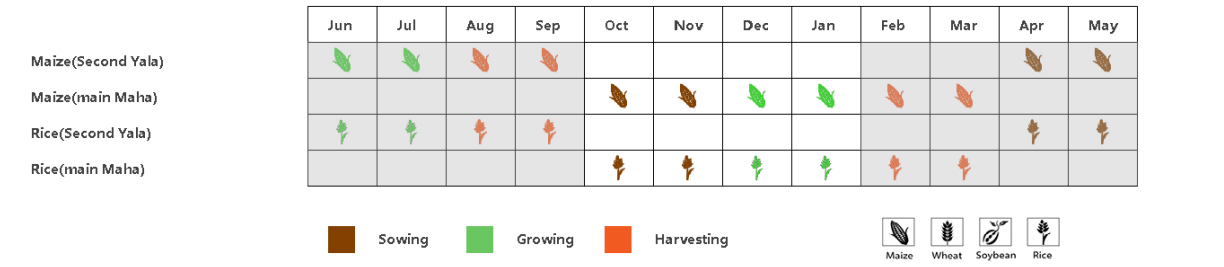 Jun Jul Aug Sep Oct Nov Dec Jan Feb Mar Apr May
Maize(Second Yala)
Maize(main Maha)
Rice(Second Yala)
Rice(main Maha)
Sowing Growing Harvesting
Maize Wheat Soybean Rice